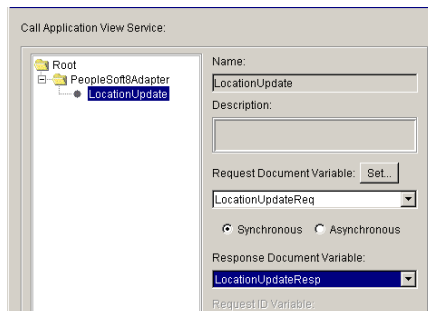 Call Application View Service:
Root
PeopleSoft8Adapter
LocationUpdate
Name:
LocationUpdate
Description:
Request Document Variable: Set...
LocationUpdateReq
Synchronous Asynchronous
Response Document Variable:
LocationUpdateResp
Request ID Variable: